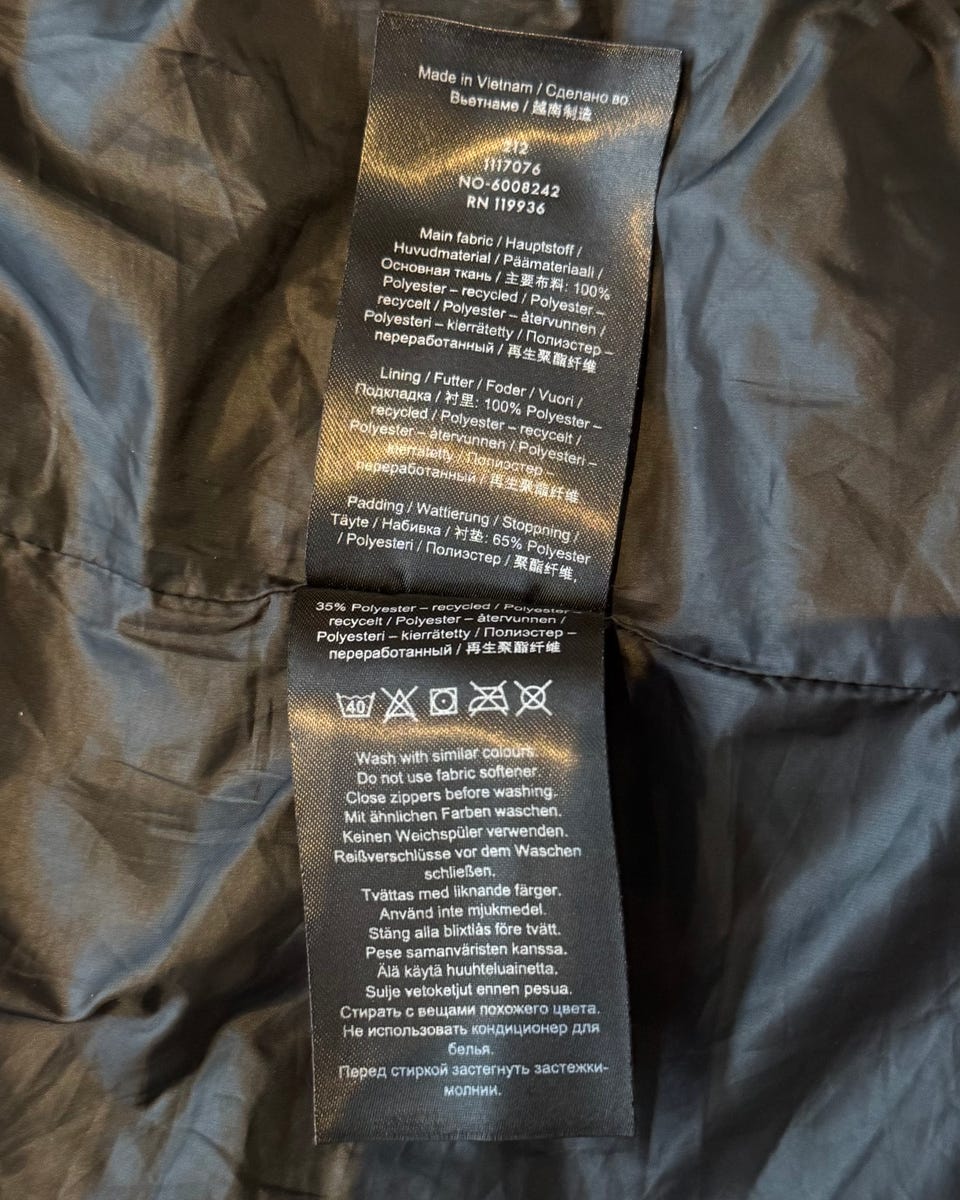 Made in Vietnam / Сделано во
Вьетнаме / 越南制造
212
1117076
NO-6008242
RN 119936
Main fabric / Hauptstoff /
Huvudmaterial / Päämateriaali /
Основная ткань / 主要布料: 100%
Polyester – recycled / Polyester –
recycelt / Polyester – återvunnen /
Polyesteri – kierrätetty / Полиэстер –
переработанный / 再生聚酯纤维
Lining / Futter / Foder / Vuori /
Подкладка / 衬里: 100% Polyester –
recycled / Polyester – recycelt /
Polyester – återvunnen / Polyesteri –
kierrätetty / Полиэстер –
переработанный / 再生聚酯纤维
Padding / Wattierung / Stoppning /
Täyte / Набивка / 衬垫: 65% Polyester
/ Polyesteri / Полиэстер / 聚酯纤维,
35% Polyester – recycled / Polyester –
recycelt / Polyester – återvunnen /
Polyesteri – kierrätetty / Полиэстер –
переработанный / 再生聚酯纤维
40
Wash with similar colours.
Do not use fabric softener.
Close zippers before washing.
Mit ähnlichen Farben waschen.
Keinen Weichspüler verwenden.
Reißverschlüsse vor dem Waschen
schließen.
Tvättas med liknande färger.
Använd inte mjukmedel.
Stäng alla blixtlås före tvätt.
Pese samanväristen kanssa.
Älä käytä huuhteluainetta.
Sulje vetoketjut ennen pesua.
Стирать с вещами похожего цвета.
Не использовать кондиционер для
белья.
Перед стиркой застегнуть застежки-
молнии.